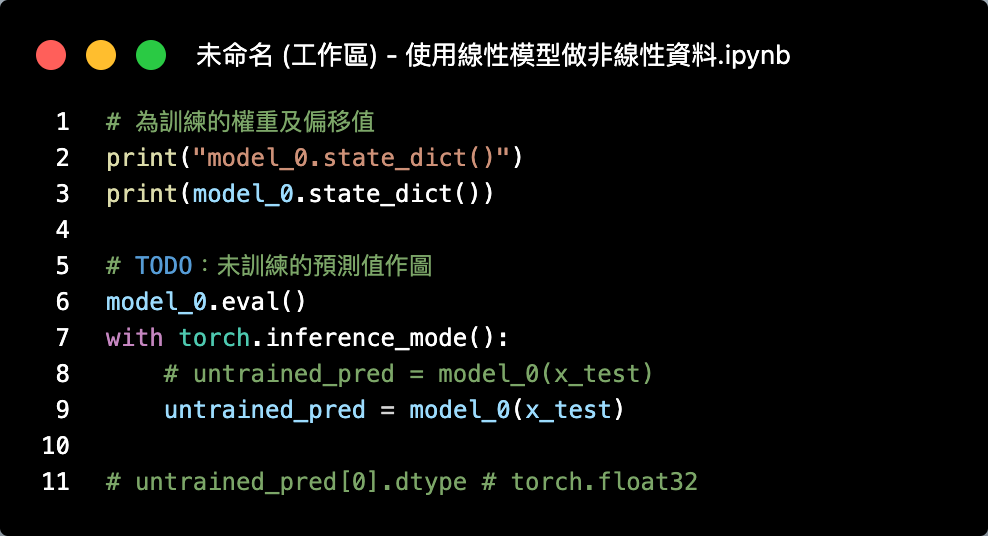 未命名 (工作區) - 使用線性模型做非線性資料.ipynb
1 # 為訓練的權重及偏移值
2 print("model_0.state_dict()")
3 print(model_0.state_dict())
4
5 # TODO：未訓練的預測值作圖
6 model_0.eval()
7 with torch.inference_mode():
8     # untrained_pred = model_0(x_test)
9     untrained_pred = model_0(x_test)
10
11 # untrained_pred[0].dtype # torch.float32